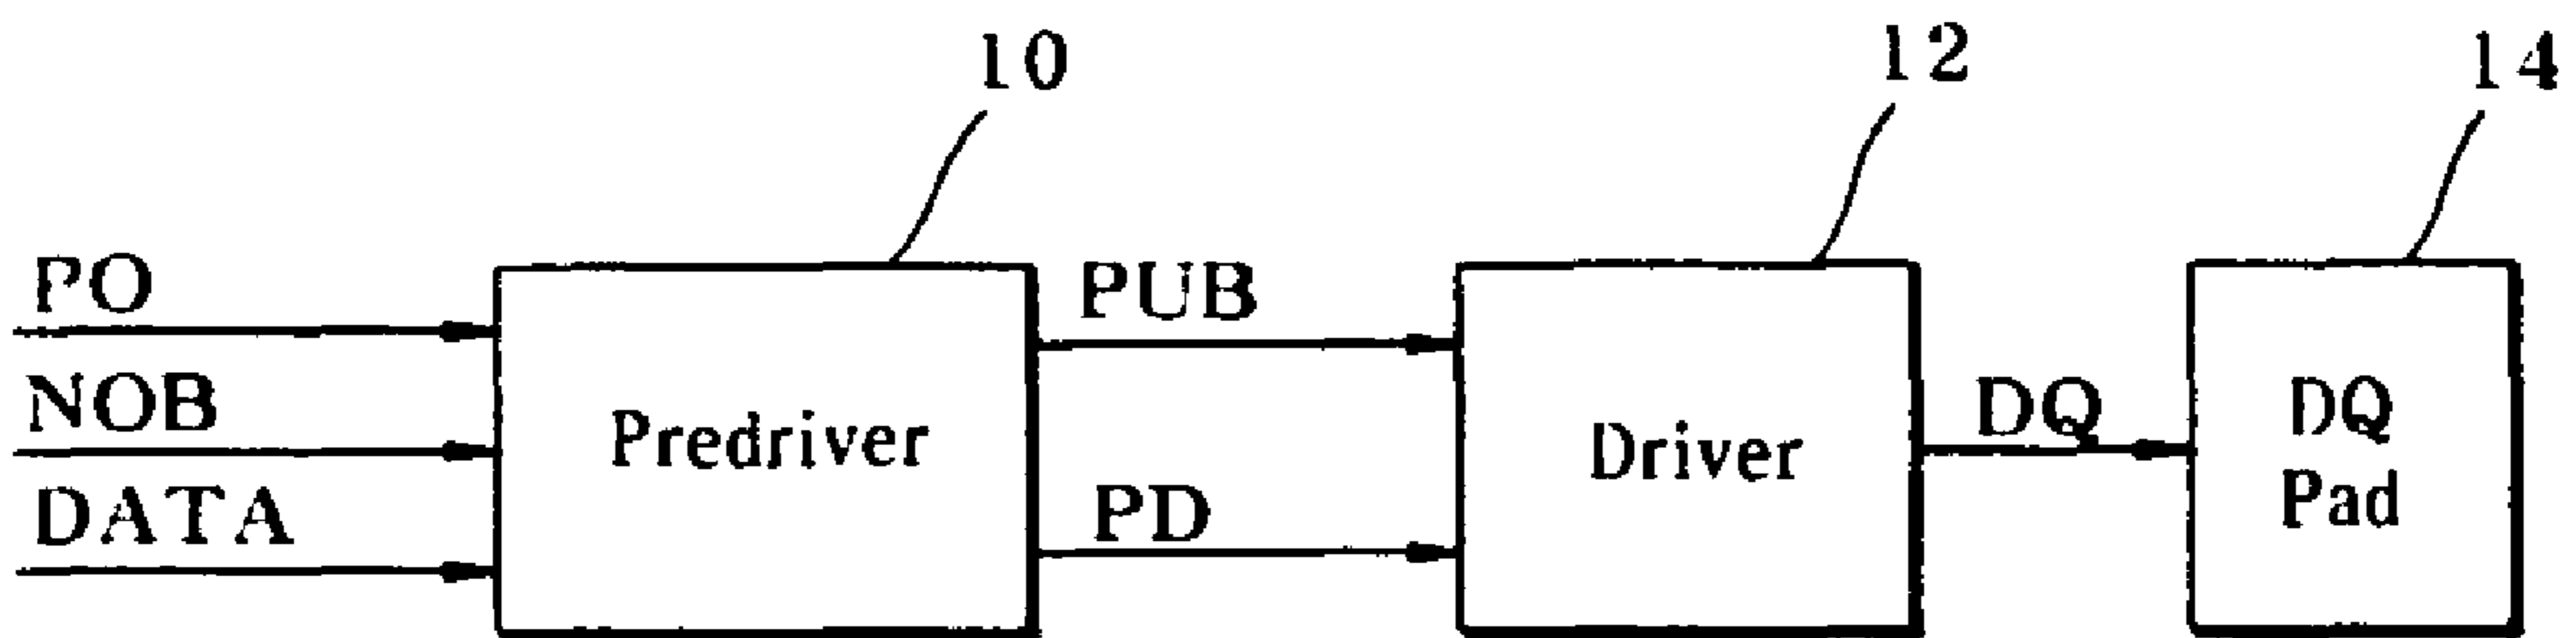 10
12
14
PO
NOB
DATA
Predriver
PUB
PD
Driver
DQ
DQ
Pad